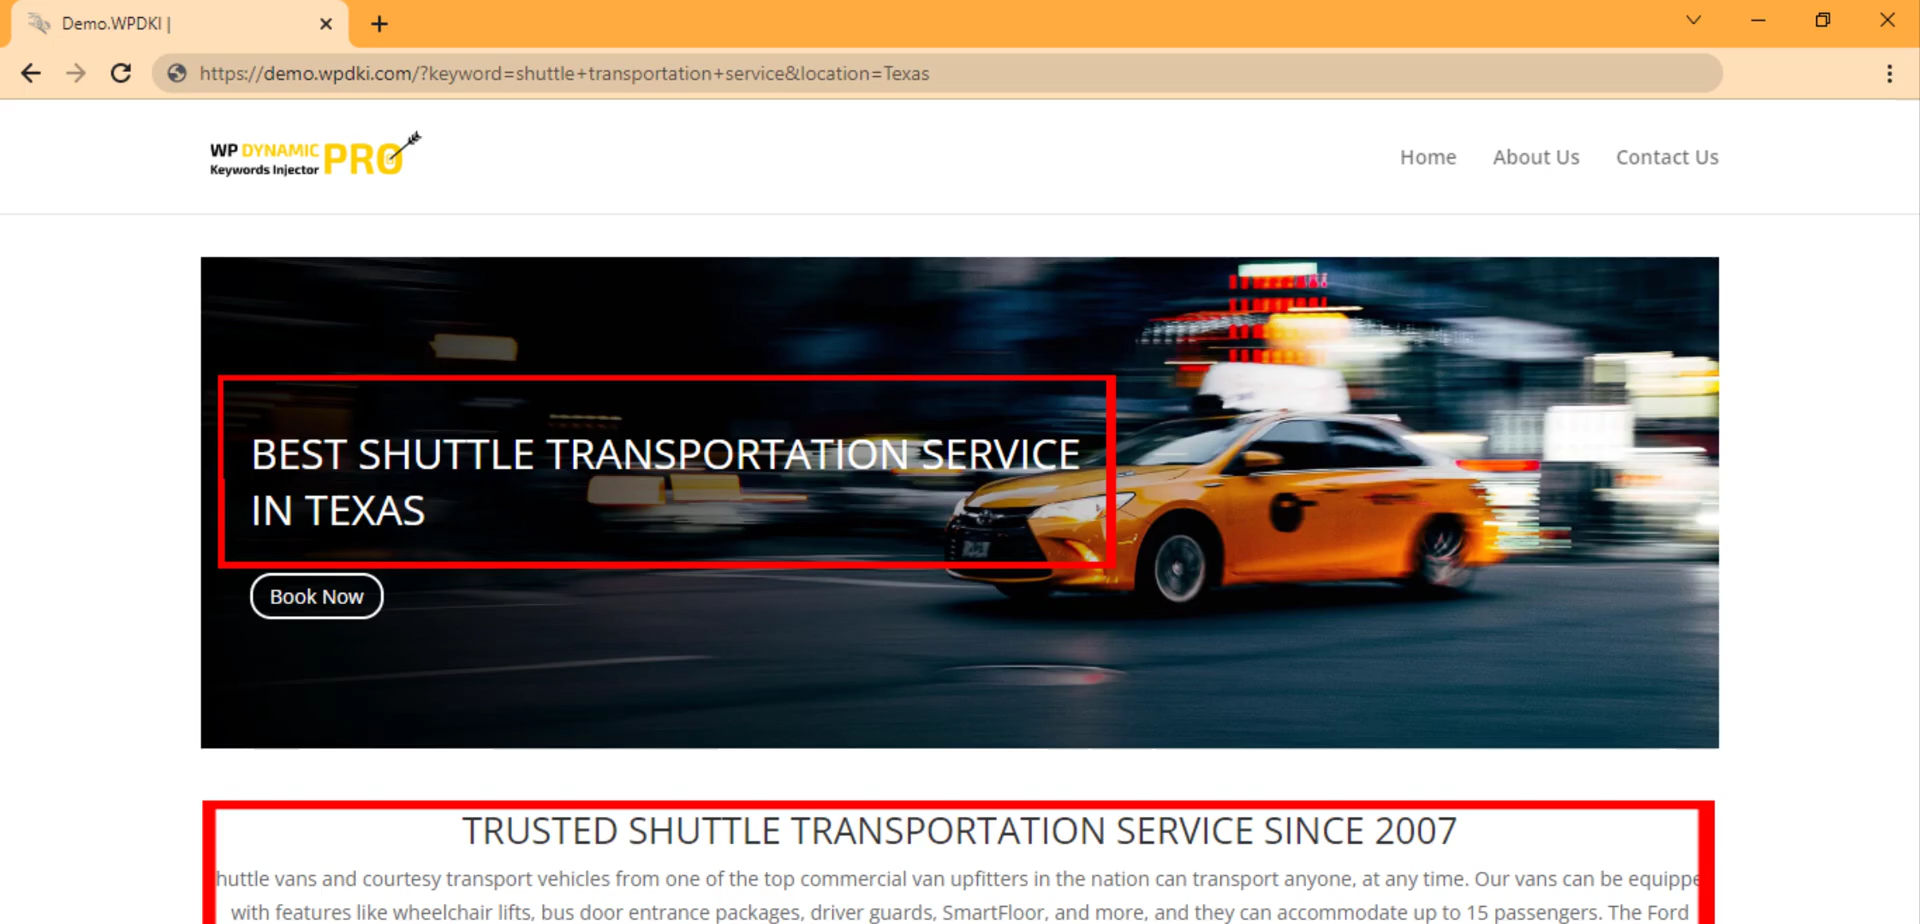 Demo.WPDKI |
https://demo.wpdki.com/?keyword=shuttle+transportation+service&location=Texas
WP DYNAMIC PRO
Keywords Injector
Home About Us Contact Us
BEST SHUTTLE TRANSPORTATION SERVICE
IN TEXAS
Book Now
TRUSTED SHUTTLE TRANSPORTATION SERVICE SINCE 2007
huttle vans and courtesy transport vehicles from one of the top commercial van upfitters in the nation can transport anyone, at any time. Our vans can be equippe
with features like wheelchair lifts, bus door entrance packages, driver guards, SmartFloor, and more, and they can accommodate up to 15 passengers. The Ford